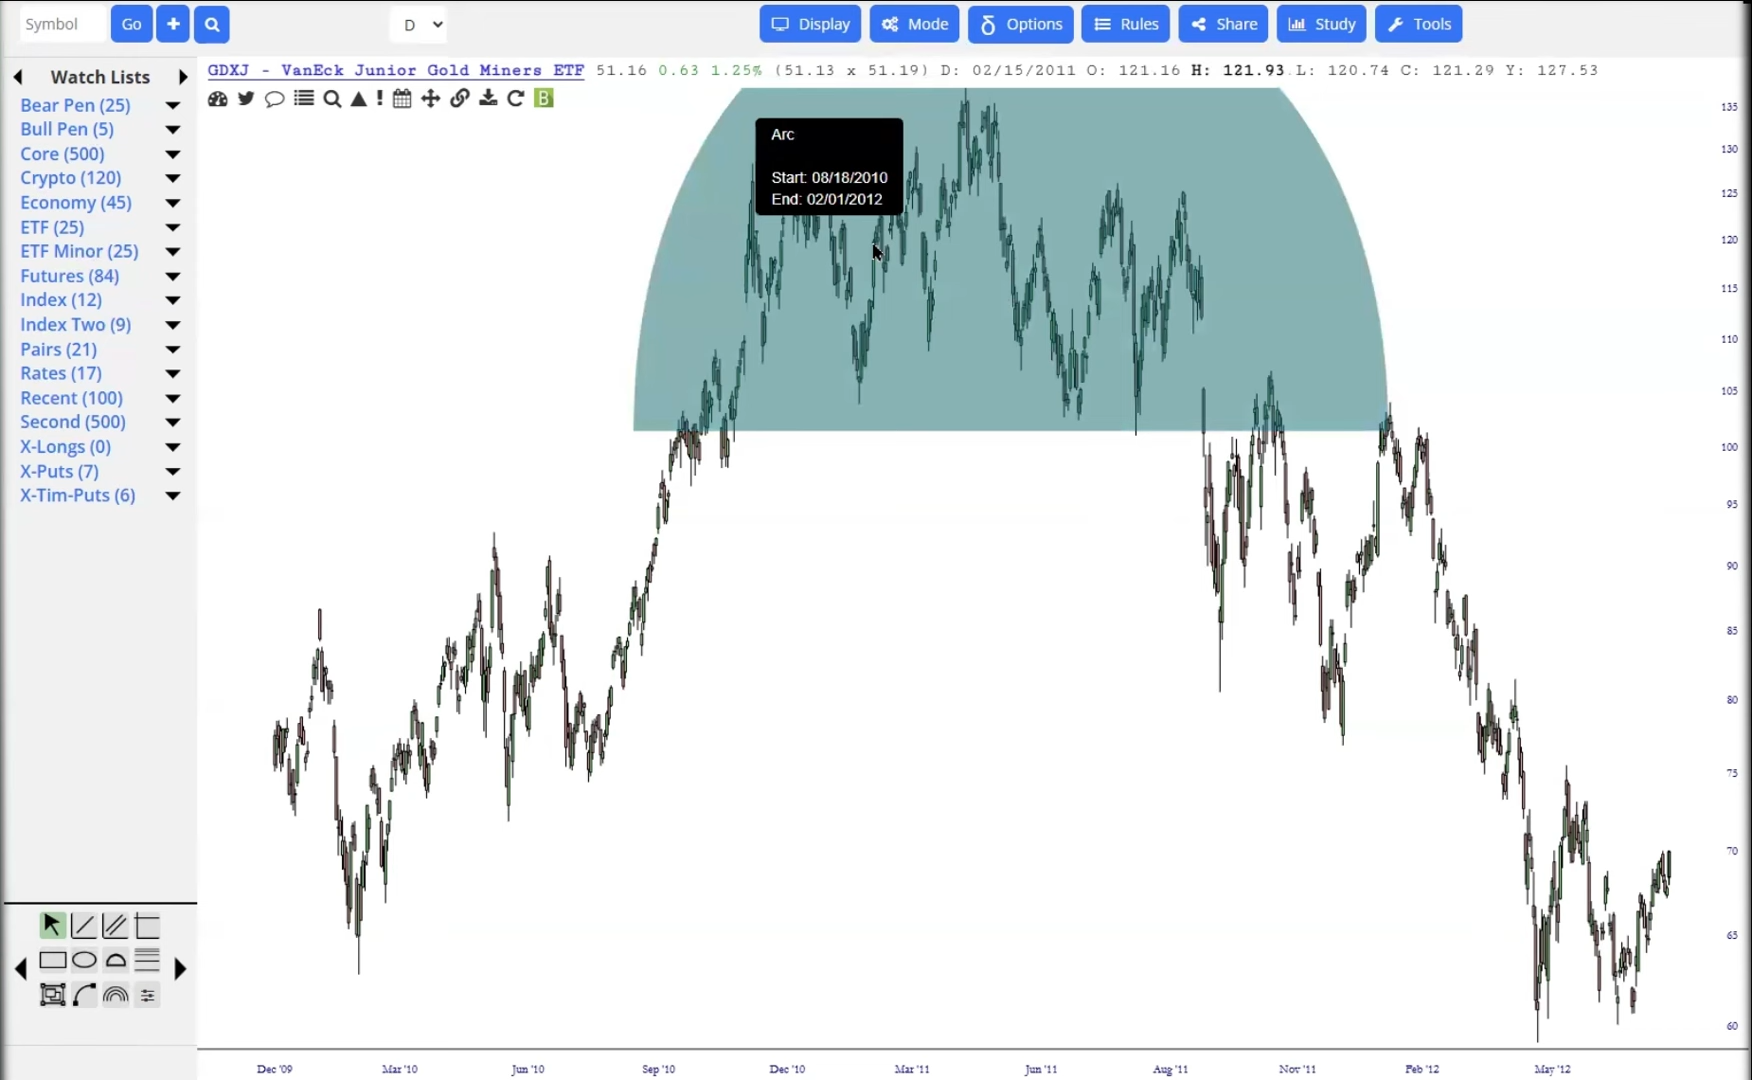 Symbol Go + D Display Mode Options Rules Share Study Tools
Watch Lists
Bear Pen (25)
Bull Pen (5)
Core (500)
Crypto (120)
Economy (45)
ETF (25)
ETF Minor (25)
Futures (84)
Index (12)
Index Two (9)
Pairs (21)
Rates (17)
Recent (100)
Second (500)
X-Longs (0)
X-Puts (7)
X-Tim-Puts (6)
GDXJ - VanEck Junior Gold Miners ETF 51.16 0.63 1.25% (51.13 x 51.19) D: 02/15/2011 O: 121.16 H: 121.93 L: 120.74 C: 121.29 Y: 127.53
B
Arc
Start: 08/18/2010
End: 02/01/2012
135
130
125
120
115
110
105
100
95
90
85
80
75
70
65
60
Dec '09 Mar '10 Jun '10 Sep '10 Dec '10 Mar '11 Jun '11 Aug '11 Nov '11 Feb '12 May '12